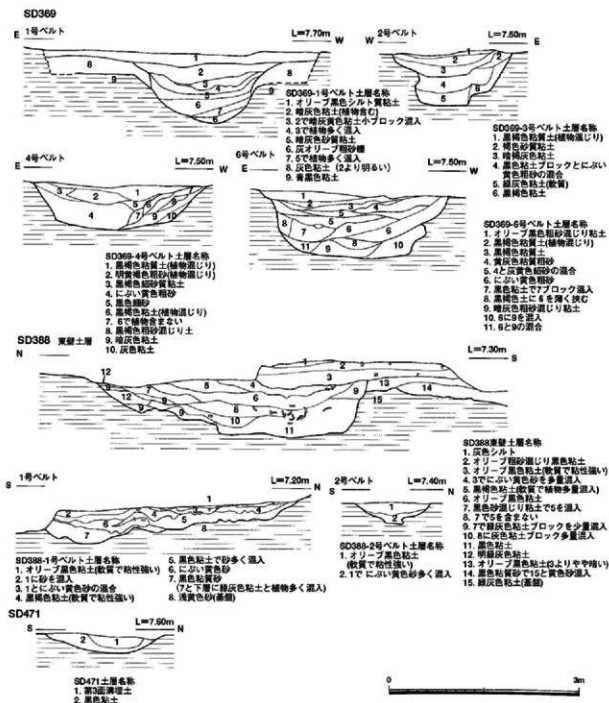 SD369
E 1号ベルト L=7.70m W
2号ベルト L=7.50m
W E
SD369-1号ベルト土層名称
1. オリーブ黒色シルト質粘土
2. 暗灰色粘土(植物含む)
3. 2で暗灰黄色粘土小ブロック混入
4. 3で植物多く混入
5. 暗灰色砂質粘土
6. 灰オリーブ粗砂礫
7. 5で植物多く混入
8. 灰色粘土 (2より明るい)
9. 青黒色粘土
SD369-3号ベルト土層名称
1. 黒褐色粘質土(植物混じり)
2. 褐色砂質粘土
3. 暗褐灰色粘土
4. 黒色粘土ブロックとにぶい
黄色粗砂の混合
5. 緑灰色粘土(軟質)
6. 黒褐色粘土
4号ベルト
E L=7.50m W
6号ベルト
E L=7.50m W
SD369-4号ベルト土層名称
1. 黒褐色粘質土(植物混じり)
2. 明黄褐色粗砂(植物混じり)
3. 黒褐色細砂質粘土
4. にぶい黄色粗砂
5. 黒色細砂
6. 黒褐色粘土(植物混じり)
7. 6で植物含まない
8. 黒褐色粗砂混じり土
9. 暗灰色粘土
10. 灰色粘土
SD369-6号ベルト土層名称
1. オリーブ黒色粗砂混じり粘土
2. 黒褐色粘質土(植物混じり)
3. 黒褐色粘質土
4. 黄灰色粘質粗砂
5. 4と灰黄色細砂の混合
6. にぶい黄色粗砂
7. 黒色粘土で7ブロック混入
8. 黒褐色土に6を薄く挟む
9. 暗灰色粗砂混じり粘土
10. 6に9を混入
11. 6と9の混合
SD388 東壁土層
N L=7.30m S
SD388東壁土層名称
1. 灰色シルト
2. オリーブ粗砂混じり黒色粘土
3. オリーブ黒色粘土(軟質で粘性強い)
4. 3でにぶい黄色砂を多量混入
5. 黒褐色粘土(軟質で植物多量混入)
6. オリーブ黒色粘土
7. 黒色砂混じり粘土で5を混入
8. 7で5を含まない
9. 7で緑灰色粘土ブロックを少量混入
10. 8に灰色粘土ブロック多量混入
11. 黒色粘土
12. 明緑灰色粘土
13. オリーブ黒色粘土(3よりやや暗い)
14. 黒色粘質砂で15と黄色砂混入
15. 緑灰色粘土(基盤)
1号ベルト
S L=7.20m N
2号ベルト
S L=7.40m N
SD388-1号ベルト土層名称
1. オリーブ黒色粘土(軟質で粘性強い)
2. 1に砂を混入
3. 1とにぶい黄色砂の混合
4. 黒褐色粘土(軟質で粘性強い)
5. 黒色粘土で砂多く混入
6. にぶい黄色砂
7. 黒色粘質砂
(7と下層に緑灰色粘土と植物多く混入)
8. 浅黄色砂(基盤)
SD388-2号ベルト土層名称
1. オリーブ黒色粘土
(軟質で粘性強い)
2. 1で にぶい黄色砂多く混入
SD471
S L=7.60m N
SD471土層名称
1. 第3面溝埋土
2. 黒色粘土
0 3m